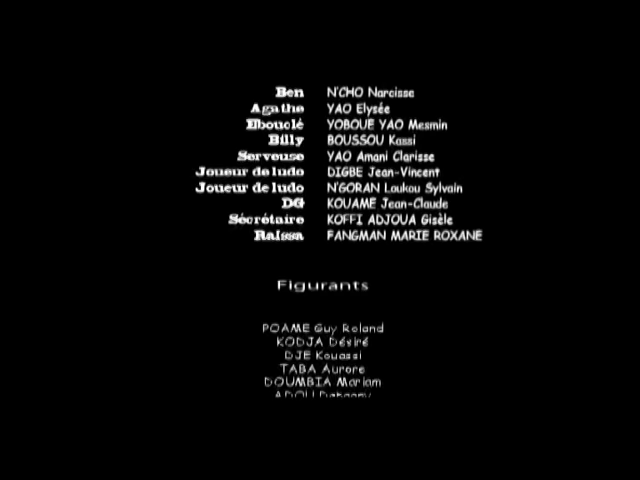 Ben N'CHO Narcisse
Agathe YAO Elysée
Ebouclé YOBOUE YAO Mesmin
Billy BOUSSOU Kassi
Serveuse YAO Amani Clarisse
Joueur de ludo DIGBE Jean-Vincent
Joueur de ludo N'GORAN Loukou Sylvain
DG KOUAME Jean-Claude
Sécrétaire KOFFI ADJOUA Gisèle
Raissa FANGMAN MARIE ROXANE
Figurants
POAME Guy Roland
KODJA Désiré
DJE Kouassi
TABA Aurore
DOUMBIA Mariam